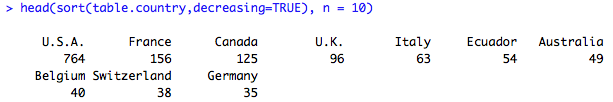 > head(sort(table.country,decreasing=TRUE), n = 10)
U.S.A. France Canada U.K. Italy Ecuador Australia
764 156 125 96 63 54 49
Belgium Switzerland Germany
40 38 35